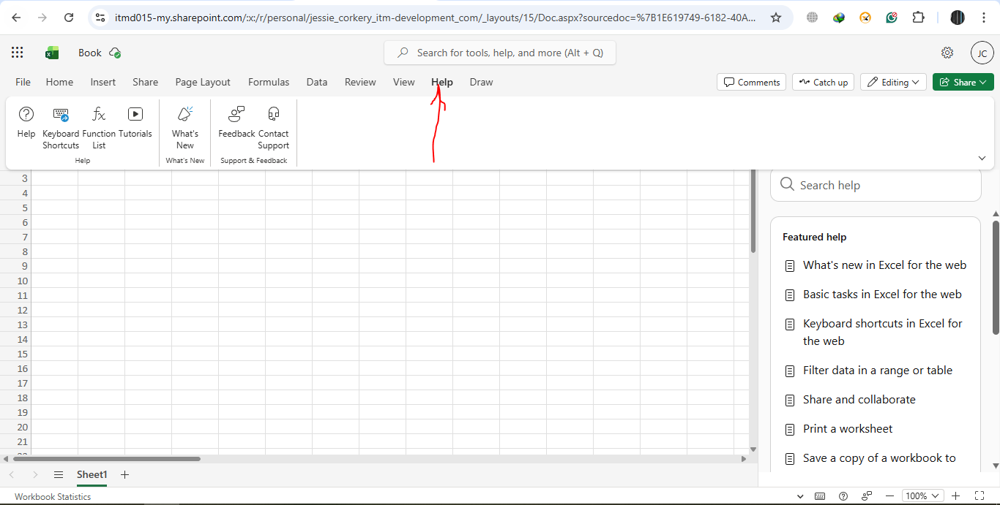 itmd015-my.sharepoint.com/:x:/r/personal/jessie_corkery_itm-development_com/_layouts/15/Doc.aspx?sourcedoc=%7B1E619749-6182-40A...
Book
Search for tools, help, and more (Alt + Q)
JC
File Home Insert Share Page Layout Formulas Data Review View Help Draw
Comments Catch up Editing Share
Help Keyboard Shortcuts fx Function List Tutorials What's New Feedback Contact Support
Help What's New Support & Feedback
3
4
5
6
7
8
9
10
11
12
13
14
15
16
17
18
19
20
21
Search help
Featured help
What's new in Excel for the web
Basic tasks in Excel for the web
Keyboard shortcuts in Excel for
the web
Filter data in a range or table
Share and collaborate
Print a worksheet
Save a copy of a workbook to
Sheet1
Workbook Statistics
100%